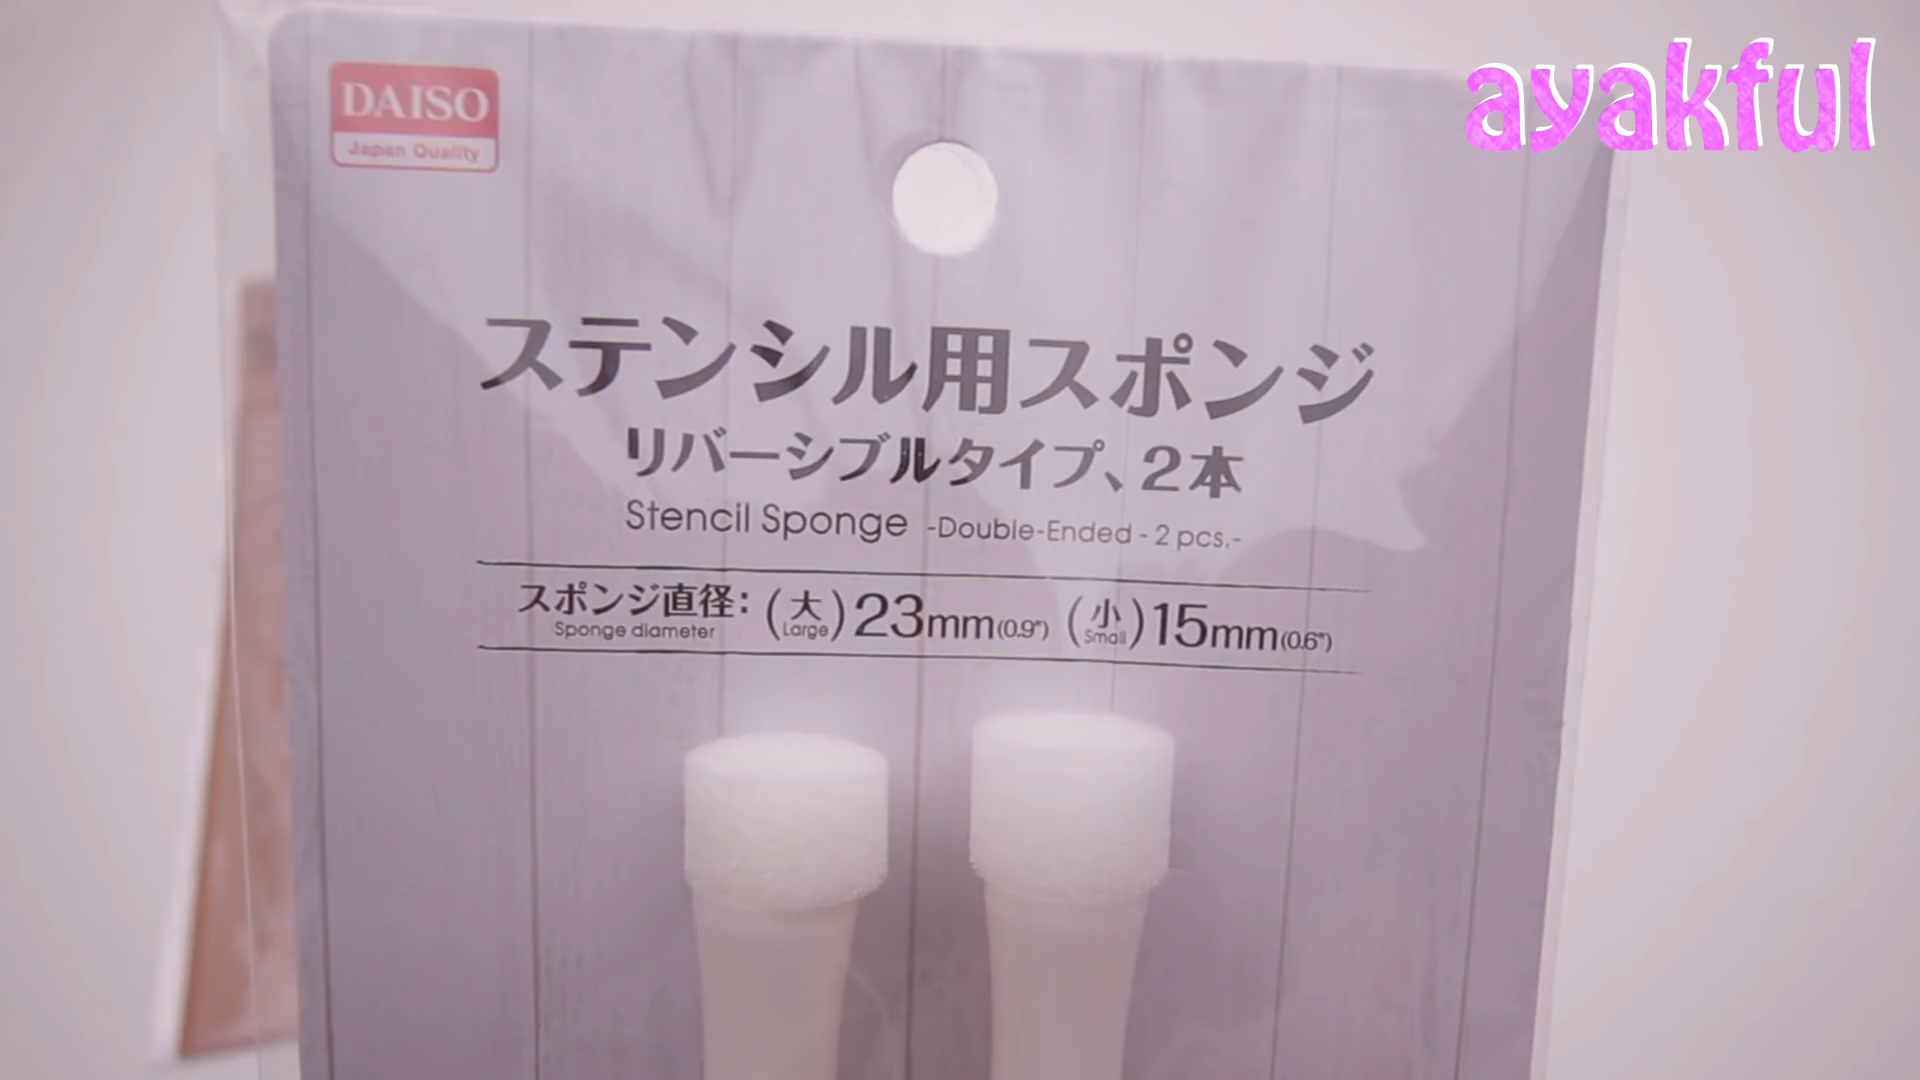 ayakful
DAISO
Japan Quality
ステンシル用スポンジ
リバーシブルタイプ、2本
Stencil Sponge -Double-Ended - 2 pcs.-
スポンジ直径：(大)23mm(0.9") (小)15mm(0.6")
Sponge diameter Large Small